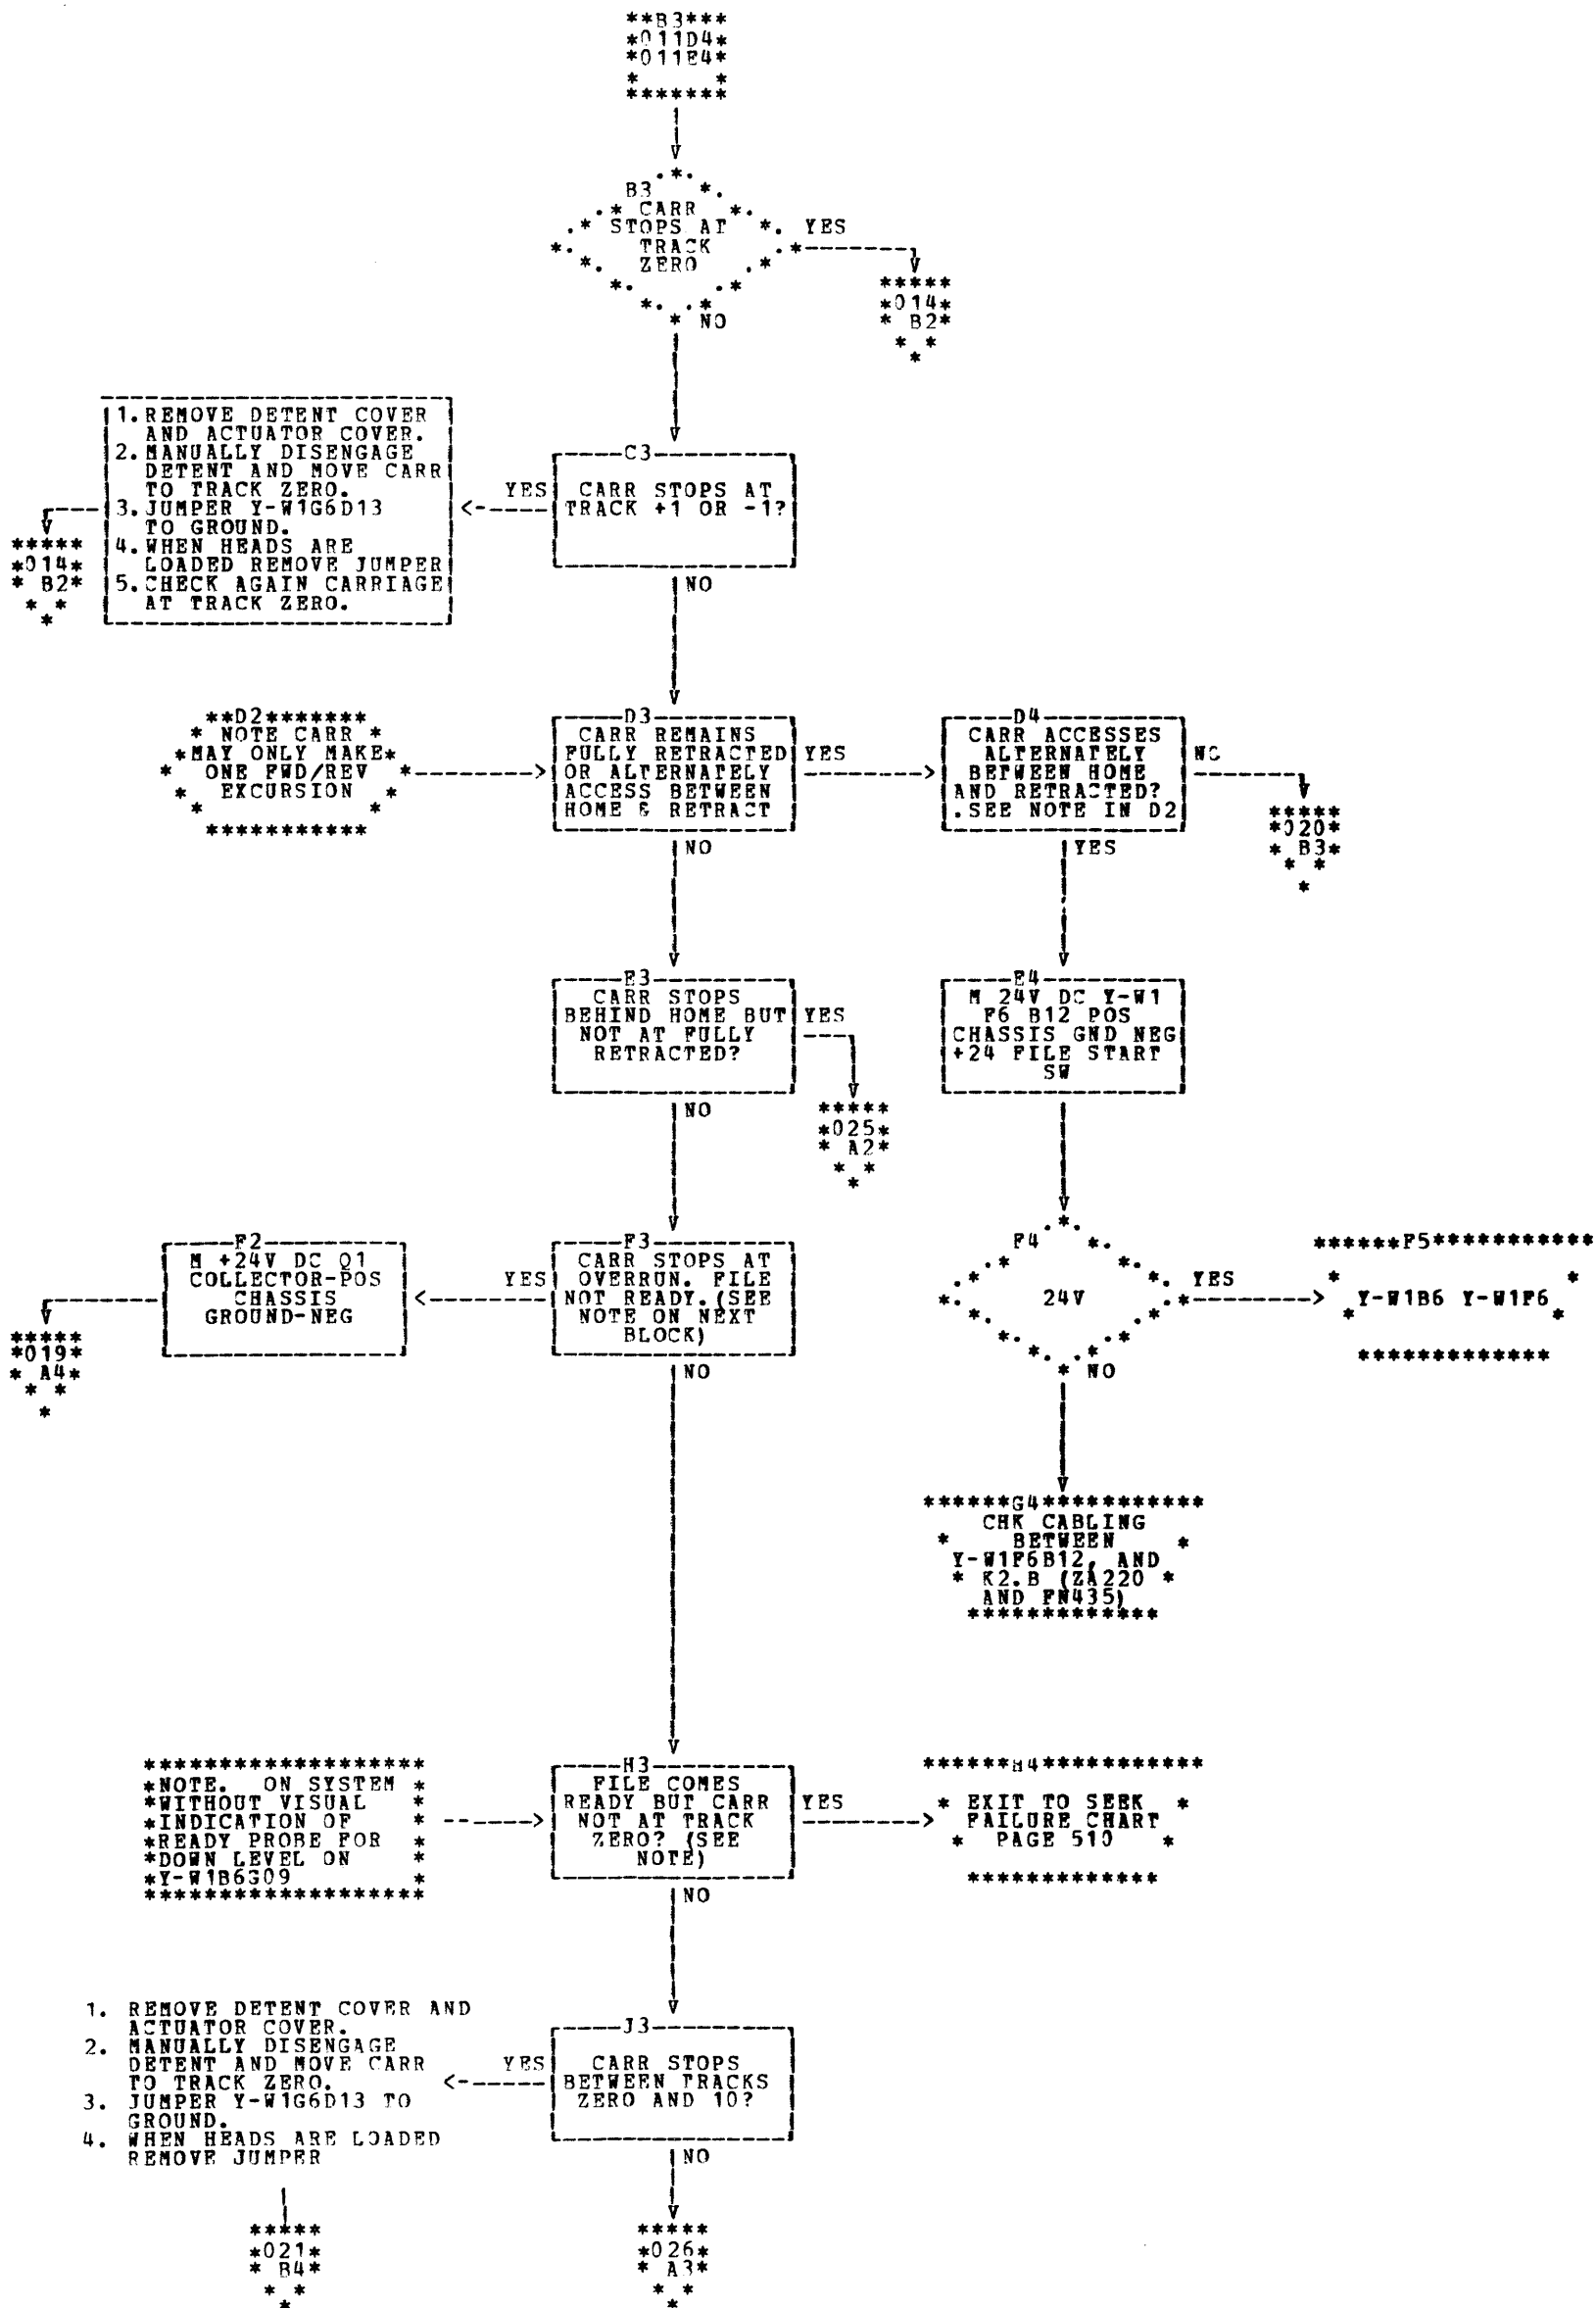 **B3***
*011D4*
*011E4*
* *
*******
B3
CARR
STOPS AT
TRACK
ZERO
YES
*****
*014*
* B2*
* *
*
NO
1. REMOVE DETENT COVER
AND ACTUATOR COVER.
2. MANUALLY DISENGAGE
DETENT AND MOVE CARR
TO TRACK ZERO.
3. JUMPER Y-W1G6D13
TO GROUND.
4. WHEN HEADS ARE
LOADED REMOVE JUMPER
5. CHECK AGAIN CARRIAGE
AT TRACK ZERO.
*****
*014*
* B2*
* *
*
YES
C3
CARR STOPS AT
TRACK +1 OR -1?
NO
**D2*******
* NOTE CARR *
*MAY ONLY MAKE*
* ONE FWD/REV *
* EXCURSION *
* *
***********
D3
CARR REMAINS
FULLY RETRACTED
OR ALTERNATELY
ACCESS BETWEEN
HOME & RETRACT
YES
NO
D4
CARR ACCESSES
ALTERNATELY
BETWEEN HOME
AND RETRACTED?
.SEE NOTE IN D2
NO
*****
*020*
* B3*
* *
*
YES
E3
CARR STOPS
BEHIND HOME BUT
NOT AT FULLY
RETRACTED?
YES
*****
*025*
* A2*
* *
*
NO
E4
M 24V DC Y-W1
F6 B12 POS
CHASSIS GND NEG
+24 FILE START
SW
F2
M +24V DC Q1
COLLECTOR-POS
CHASSIS
GROUND-NEG
*****
*019*
* A4*
* *
*
YES
F3
CARR STOPS AT
OVERRUN. FILE
NOT READY.(SEE
NOTE ON NEXT
BLOCK)
NO
F4
24V
YES
NO
******F5***********
* *
*Y-W1B6 Y-W1F6*
*************
******G4***********
CHK CABLING
* BETWEEN *
Y-W1F6B12, AND
* K2.B (ZA220 *
AND FN435)
*************
*******************
*NOTE. ON SYSTEM *
*WITHOUT VISUAL *
*INDICATION OF *
*READY PROBE FOR *
*DOWN LEVEL ON *
*Y-W1B6G09 *
*******************
H3
FILE COMES
READY BUT CARR
NOT AT TRACK
ZERO? (SEE
NOTE)
YES
NO
******H4***********
* EXIT TO SEEK *
FAILURE CHART
* PAGE 510 *
*************
1. REMOVE DETENT COVER AND
ACTUATOR COVER.
2. MANUALLY DISENGAGE
DETENT AND MOVE CARR
TO TRACK ZERO.
3. JUMPER Y-W1G6D13 TO
GROUND.
4. WHEN HEADS ARE LOADED
REMOVE JUMPER
YES
J3
CARR STOPS
BETWEEN TRACKS
ZERO AND 10?
NO
*****
*021*
* B4*
* *
*
*****
*026*
* A3*
* *
*